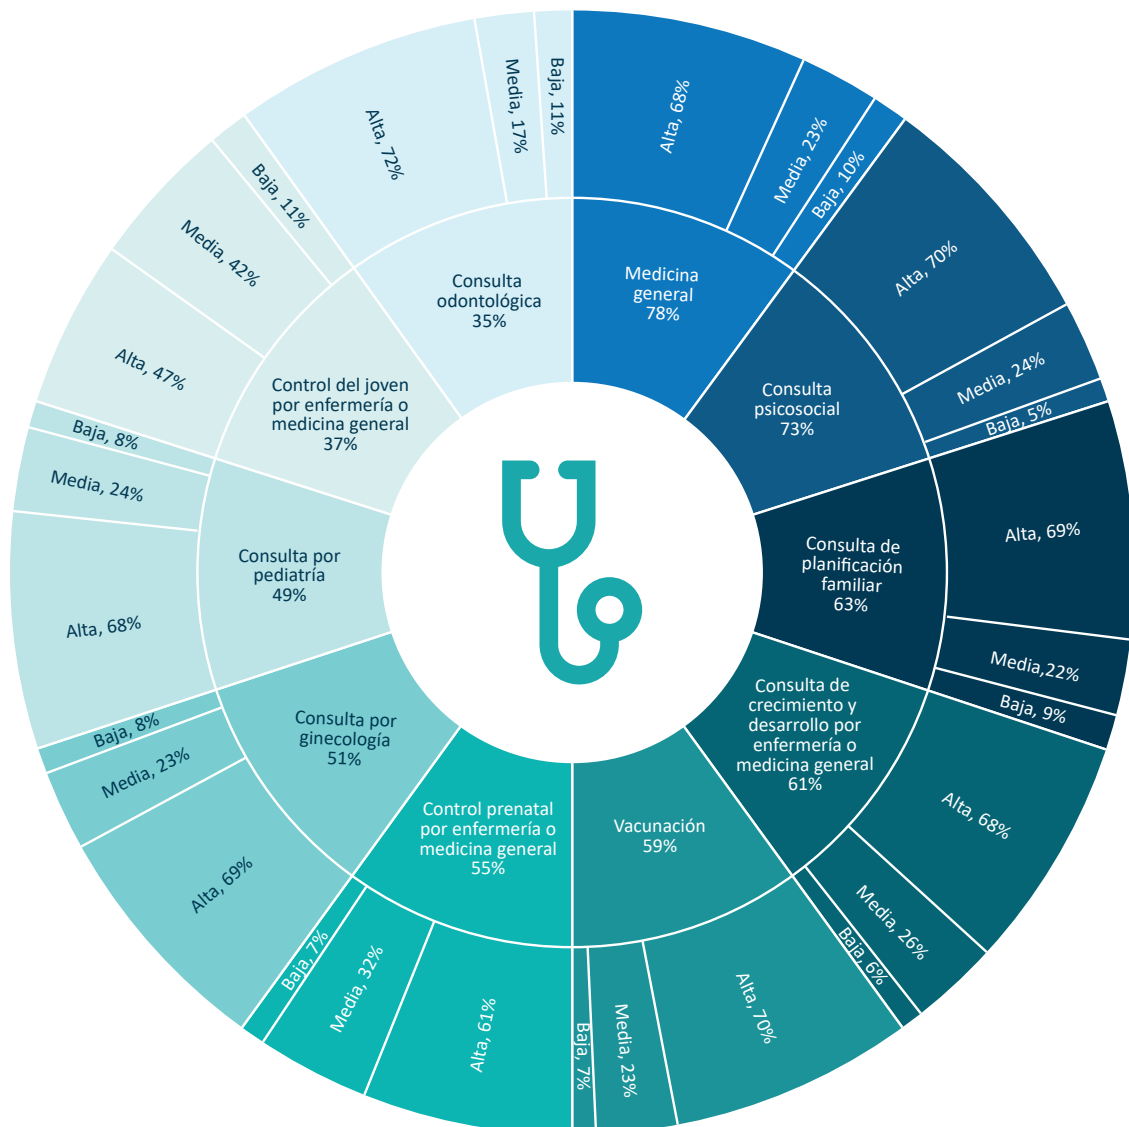 Medicina
general
78%
Alta, 68%
Media, 23%
Baja, 10%
Consulta
psicosocial
73%
Alta, 70%
Media, 24%
Baja, 5%
Consulta de
planificación
familiar
63%
Alta, 69%
Media,22%
Baja, 9%
Consulta de
crecimiento y
desarrollo por
enfermería o
medicina general
61%
Alta, 68%
Media, 26%
Baja, 6%
Vacunación
59%
Alta, 70%
Media, 23%
Baja, 7%
Control prenatal
por enfermería o
medicina general
55%
Alta, 61%
Media, 32%
Baja, 7%
Consulta por
ginecología
51%
Alta, 69%
Media, 23%
Baja, 8%
Consulta por
pediatría
49%
Alta, 68%
Media, 24%
Baja, 8%
Control del joven
por enfermería o
medicina general
37%
Alta, 47%
Media, 42%
Baja, 11%
Consulta
odontológica
35%
Alta, 72%
Media, 17%
Baja, 11%